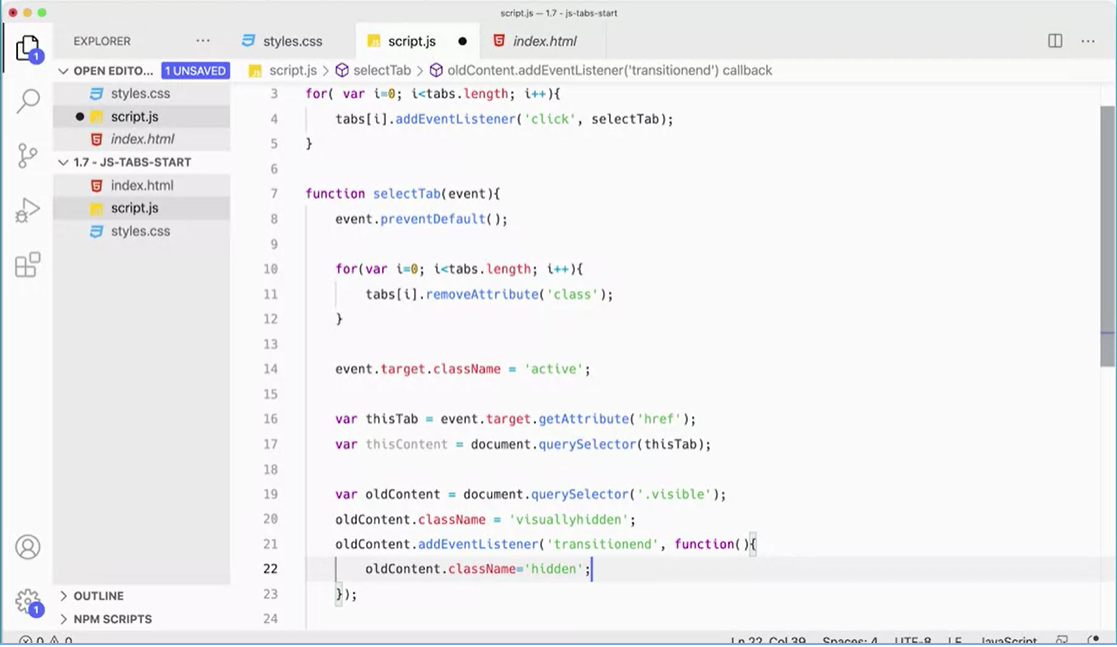 script.js — 1.7 - js-tabs-start
EXPLORER
styles.css
script.js
index.html
OPEN EDITO... 1 UNSAVED
script.js > selectTab > oldContent.addEventListener('transitionend') callback
styles.css
script.js
index.html
1.7 - JS-TABS-START
index.html
script.js
styles.css
OUTLINE
NPM SCRIPTS
1
1
3 for( var i=0; i<tabs.length; i++){
4 tabs[i].addEventListener('click', selectTab);
5 }
6
7 function selectTab(event){
8 event.preventDefault();
9
10 for(var i=0; i<tabs.length; i++){
11 tabs[i].removeAttribute('class');
12 }
13
14 event.target.className = 'active';
15
16 var thisTab = event.target.getAttribute('href');
17 var thisContent = document.querySelector(thisTab);
18
19 var oldContent = document.querySelector('.visible');
20 oldContent.className = 'visuallyhidden';
21 oldContent.addEventListener('transitionend', function(){
22 oldContent.className='hidden';
23 });
24
0 0 Ln 22, Col 39 Spaces: 4 UTF-8 LF JavaScript